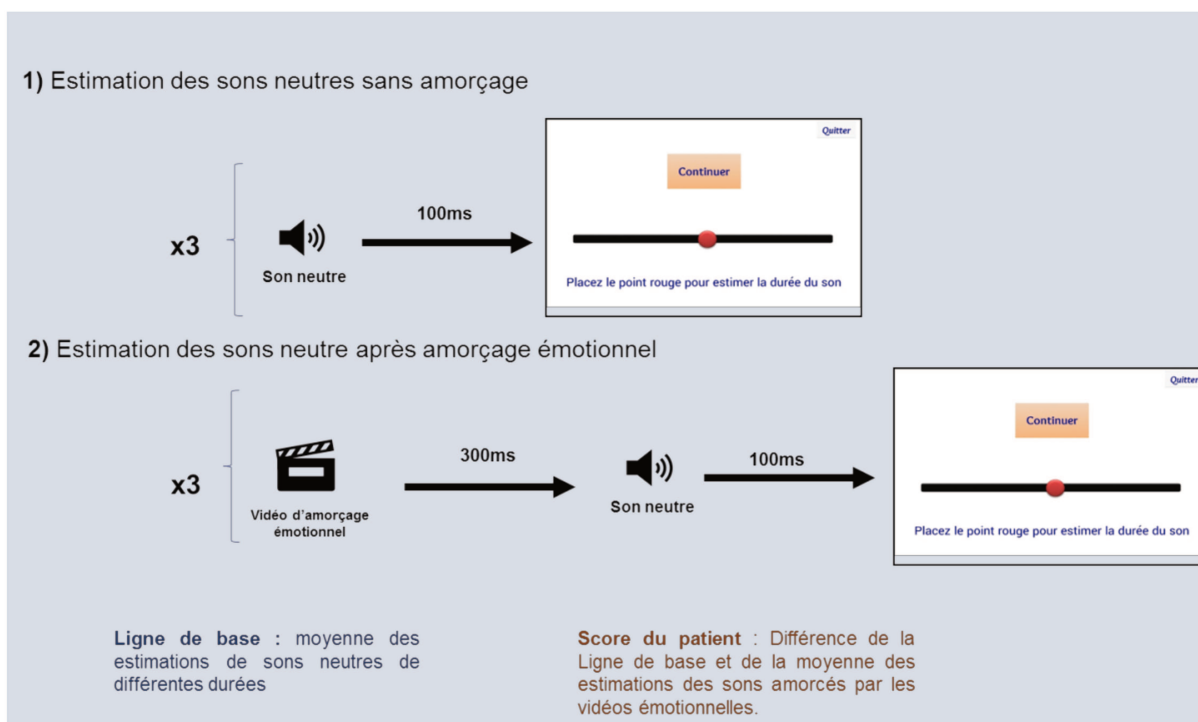 1) Estimation des sons neutres sans amorçage
Quitter
Continuer
100ms
x3
Son neutre
Placez le point rouge pour estimer la durée du son
2) Estimation des sons neutre après amorçage émotionnel
Quitter
Continuer
300ms
100ms
x3
Son neutre
Vidéo d'amorçage
émotionnel
Placez le point rouge pour estimer la durée du son
Ligne de base : moyenne des
estimations de sons neutres de
différentes durées
Score du patient : Différence de la
Ligne de base et de la moyenne des
estimations des sons amorcés par les
vidéos émotionnelles.